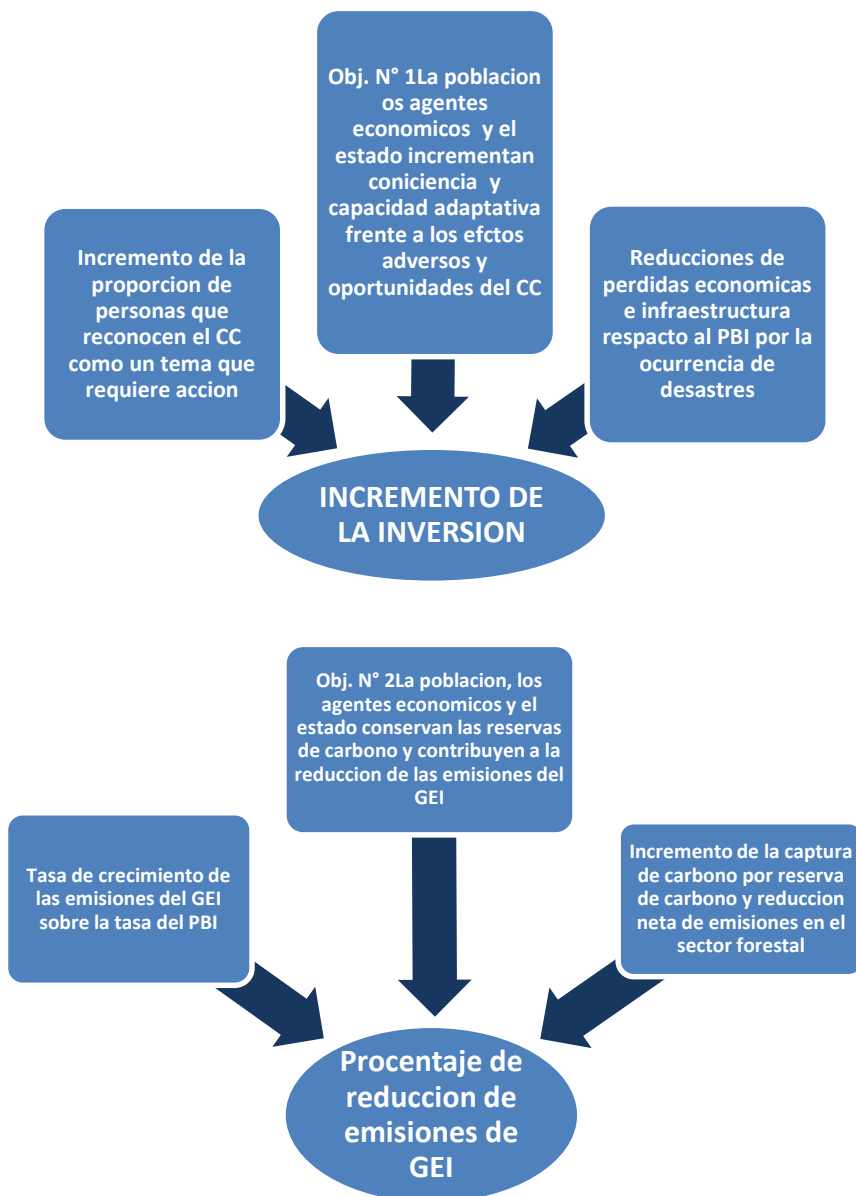 Obj. N° 1La poblacion
os agentes
economicos y el
estado incrementan
coniciencia y
capacidad adaptativa
frente a los efctos
adversos y
oportunidades del CC
Incremento de la
proporcion de
personas que
reconocen el CC
como un tema que
requiere accion
Reducciones de
perdidas economicas
e infraestructura
respacto al PBI por la
ocurrencia de
desastres
INCREMENTO DE
LA INVERSION
Obj. N° 2La poblacion, los
agentes economicos y el
estado conservan las reservas
de carbono y contribuyen a la
reduccion de las emisiones del
GEI
Tasa de crecimiento de
las emisiones del GEI
sobre la tasa del PBI
Incremento de la captura
de carbono por reserva
de carbono y reduccion
neta de emisiones en el
sector forestal
Procentaje de
reduccion de
emisiones de
GEI